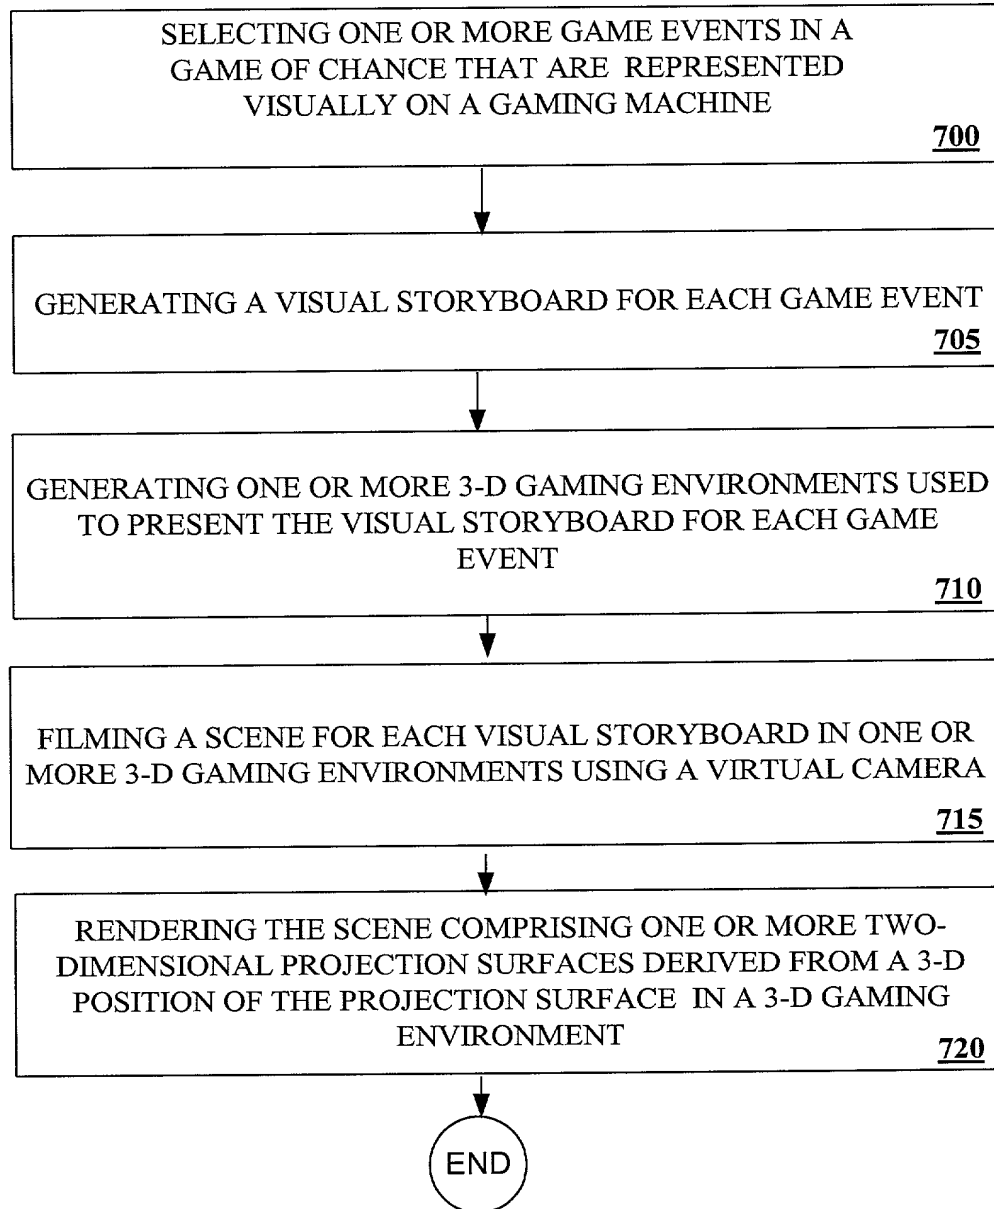 SELECTING ONE OR MORE GAME EVENTS IN A
GAME OF CHANCE THAT ARE REPRESENTED
VISUALLY ON A GAMING MACHINE
700
GENERATING A VISUAL STORYBOARD FOR EACH GAME EVENT
705
GENERATING ONE OR MORE 3-D GAMING ENVIRONMENTS USED
TO PRESENT THE VISUAL STORYBOARD FOR EACH GAME
EVENT
710
FILMING A SCENE FOR EACH VISUAL STORYBOARD IN ONE OR
MORE 3-D GAMING ENVIRONMENTS USING A VIRTUAL CAMERA
715
RENDERING THE SCENE COMPRISING ONE OR MORE TWO-
DIMENSIONAL PROJECTION SURFACES DERIVED FROM A 3-D
POSITION OF THE PROJECTION SURFACE IN A 3-D GAMING
ENVIRONMENT
720
END